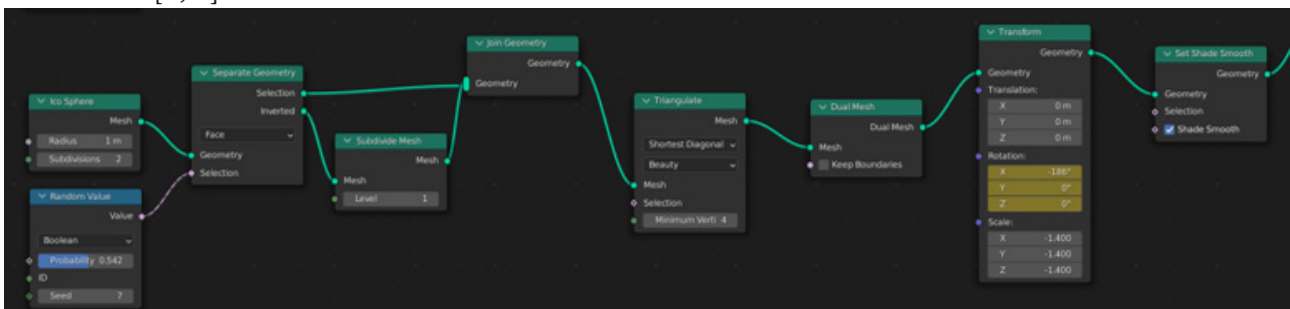 Ico Sphere
Mesh
Radius 1 m
Subdivisions 2
Random Value
Value
Boolean
Probability 0.542
ID
Seed 7
Separate Geometry
Selection
Inverted
Face
Geometry
Selection
Subdivide Mesh
Mesh
Mesh
Level 1
Join Geometry
Geometry
Geometry
Triangulate
Mesh
Shortest Diagonal
Beauty
Mesh
Selection
Minimum Verti 4
Dual Mesh
Dual Mesh
Mesh
Keep Boundaries
Transform
Geometry
Geometry
Translation:
X 0 m
Y 0 m
Z 0 m
Rotation:
X -186°
Y 0°
Z 0°
Scale:
X -1.400
Y -1.400
Z -1.400
Set Shade Smooth
Geometry
Geometry
Selection
Shade Smooth